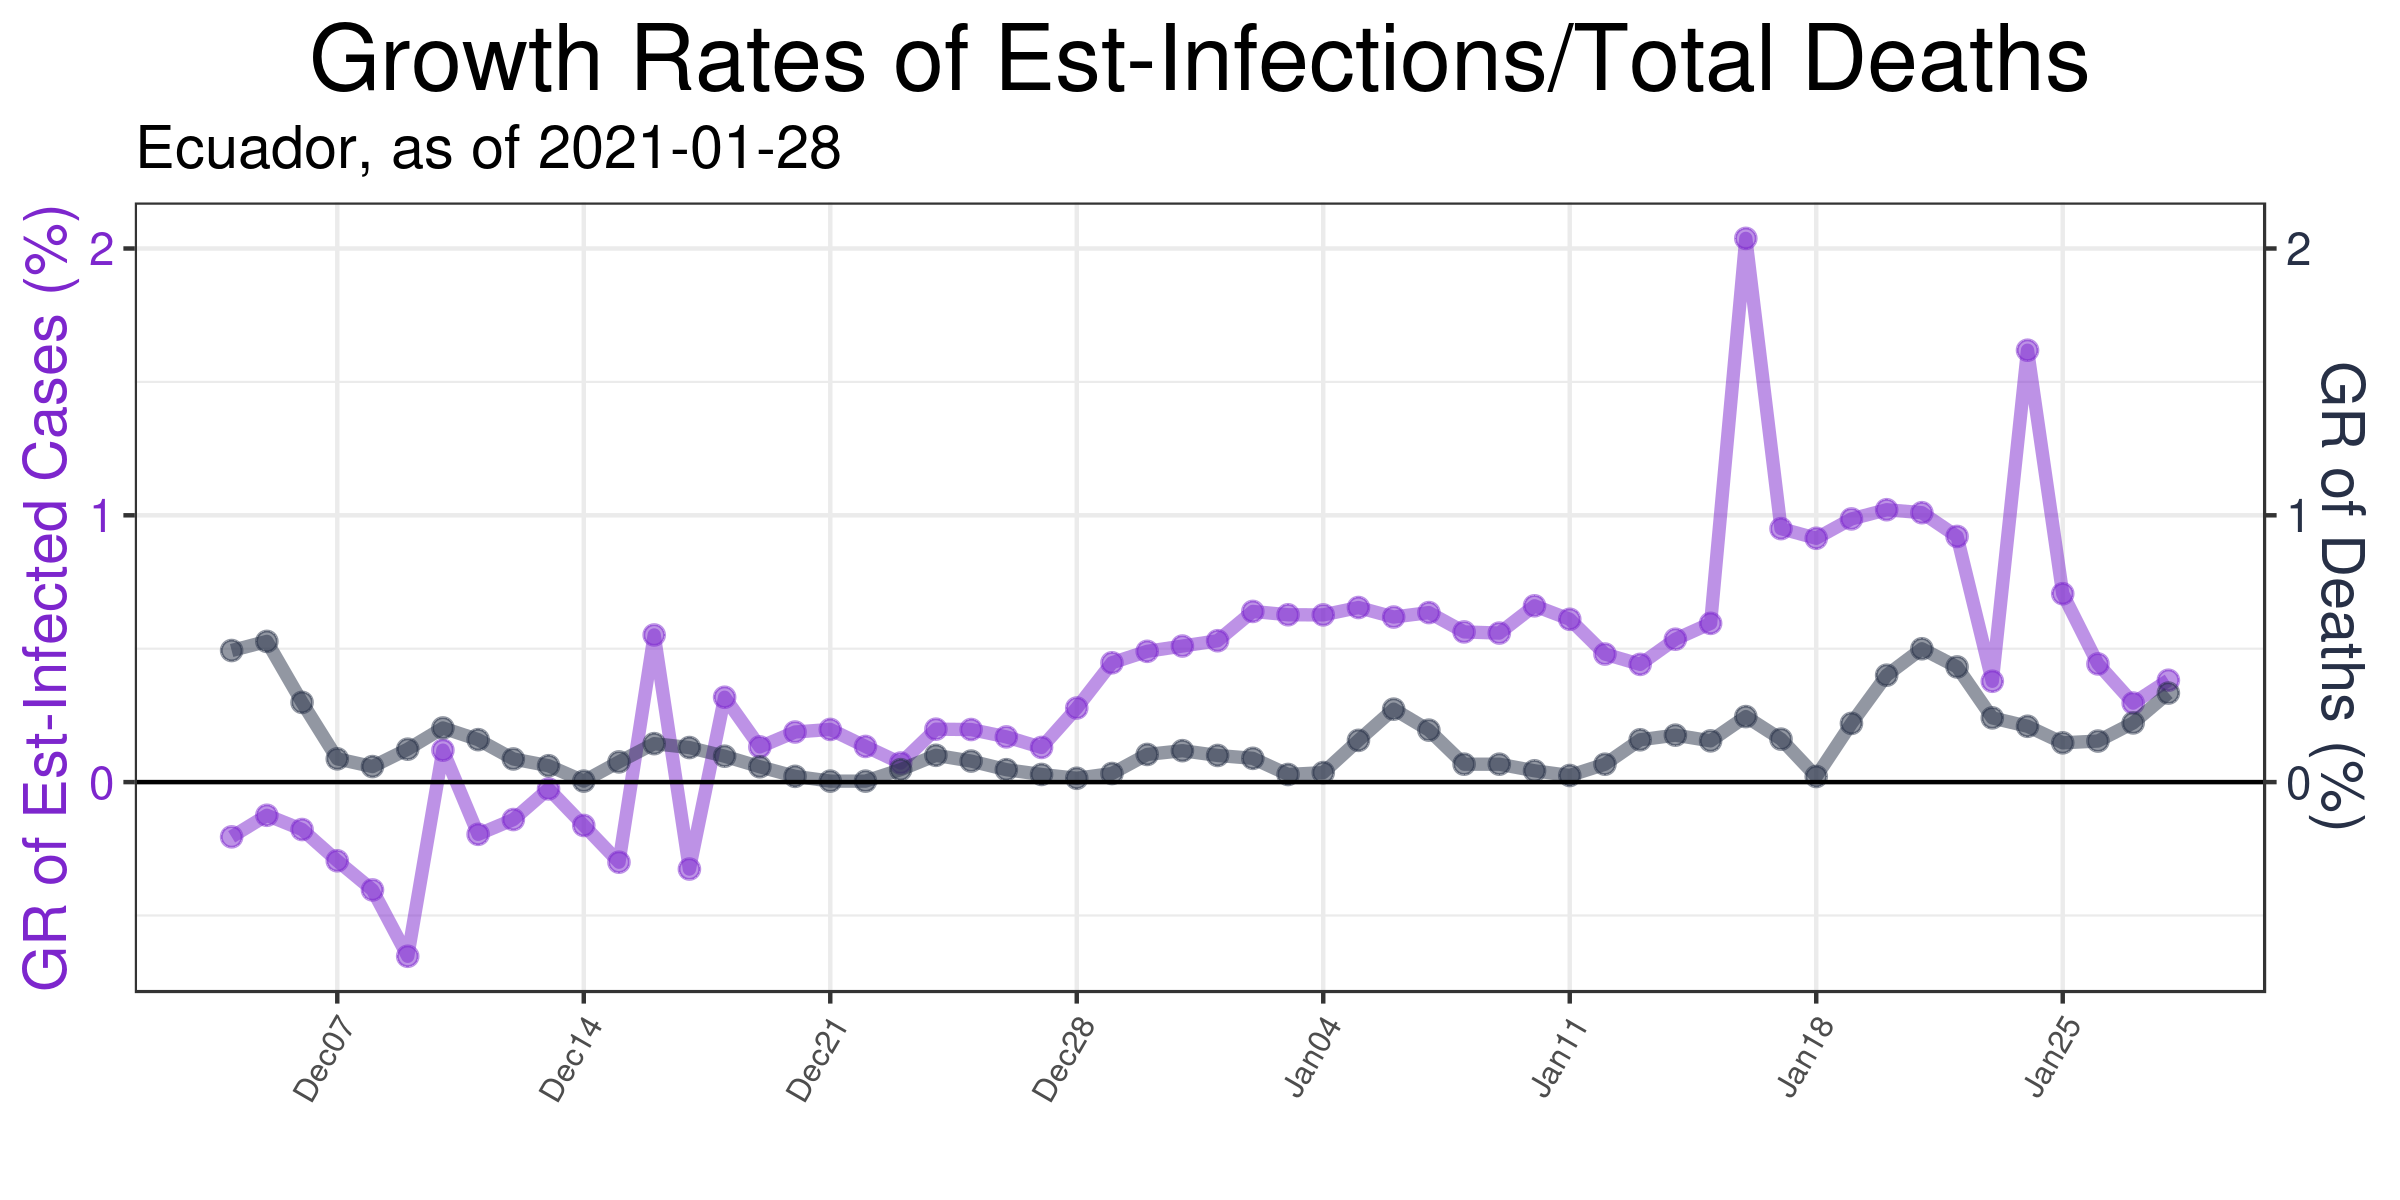 Growth Rates of Est-Infections/Total Deaths
Ecuador, as of 2021-01-28
GR of Est-Infected Cases (%)
2
1
0
2
1
0
GR of Deaths (%)
Dec07
Dec14
Dec21
Dec28
Jan04
Jan11
Jan18
Jan25